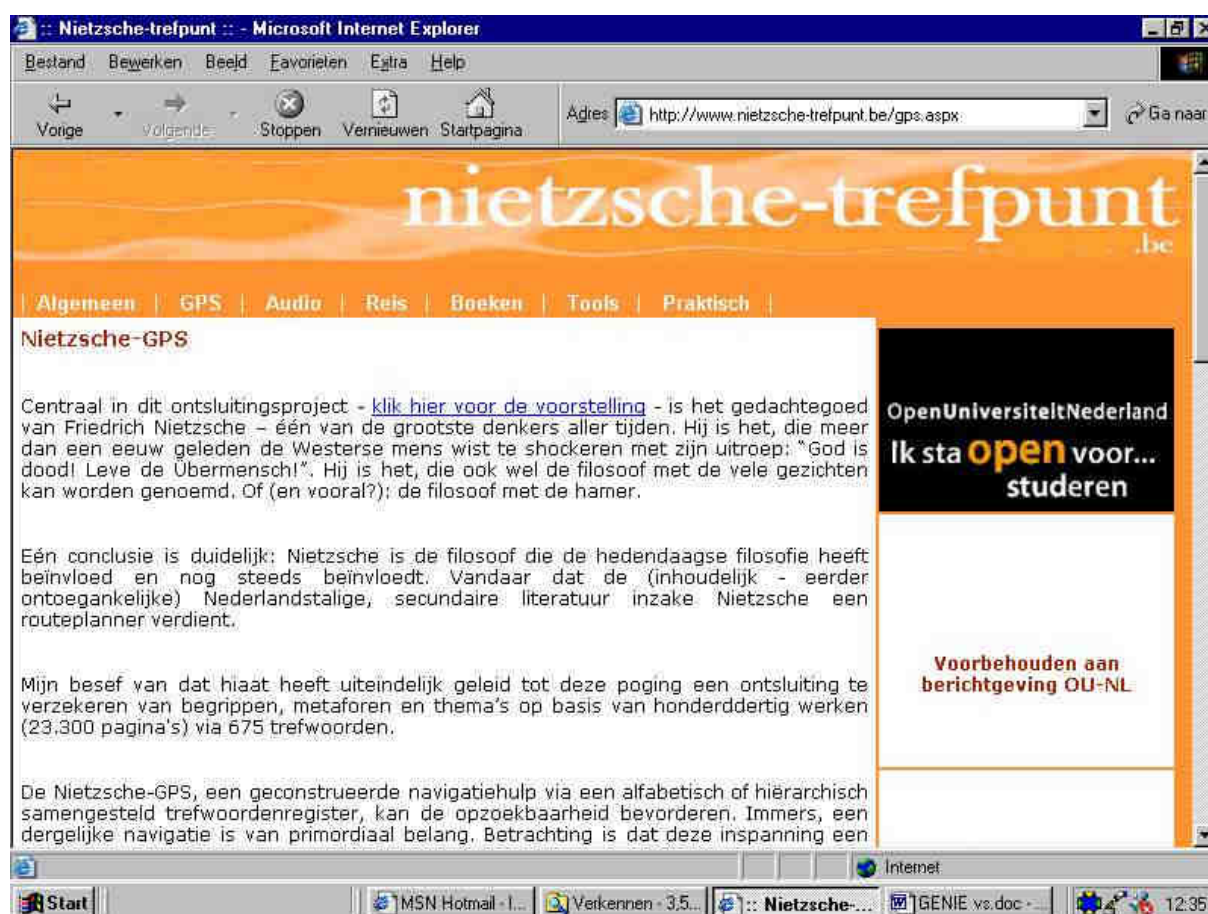 :: Nietzsche-trefpunt :: - Microsoft Internet Explorer
Bestand Bewerken Beeld Favorieten Extra Help
Vorige Volgende Stoppen Vernieuwen Startpagina Adres http://www.nietzsche-trefpunt.be/gps.aspx Ga naar
nietzsche-trefpunt
.be
| Algemeen | GPS | Audio | Reis | Boeken | Tools | Praktisch |
Nietzsche-GPS
Centraal in dit ontsluitingsproject - klik hier voor de voorstelling - is het gedachtegoed
van Friedrich Nietzsche – één van de grootste denkers aller tijden. Hij is het, die meer
dan een eeuw geleden de Westerse mens wist te shockeren met zijn uitroep: “God is
dood! Leve de Übermensch!”. Hij is het, die ook wel de filosoof met de vele gezichten
kan worden genoemd. Of (en vooral?): de filosoof met de hamer.
Eén conclusie is duidelijk: Nietzsche is de filosoof die de hedendaagse filosofie heeft
beïnvloed en nog steeds beïnvloedt. Vandaar dat de (inhoudelijk - eerder
ontoegankelijke) Nederlandstalige, secundaire literatuur inzake Nietzsche een
routeplanner verdient.
Mijn besef van dat hiaat heeft uiteindelijk geleid tot deze poging een ontsluiting te
verzekeren van begrippen, metaforen en thema's op basis van honderddertig werken
(23.300 pagina's) via 675 trefwoorden.
De Nietzsche-GPS, een geconstrueerde navigatiehulp via een alfabetisch of hiërarchisch
samengesteld trefwoordenregister, kan de opzoekbaarheid bevorderen. Immers, een
dergelijke navigatie is van primordiaal belang. Betrachting is dat deze inspanning een
OpenUniversiteitNederland
Ik sta open voor...
studeren
Voorbehouden aan
berichtgeving OU-NL
Internet
Start MSN Hotmail - I... Verkennen - 3,5... :: Nietzsche-... GENIE vs.doc - ... 12:35